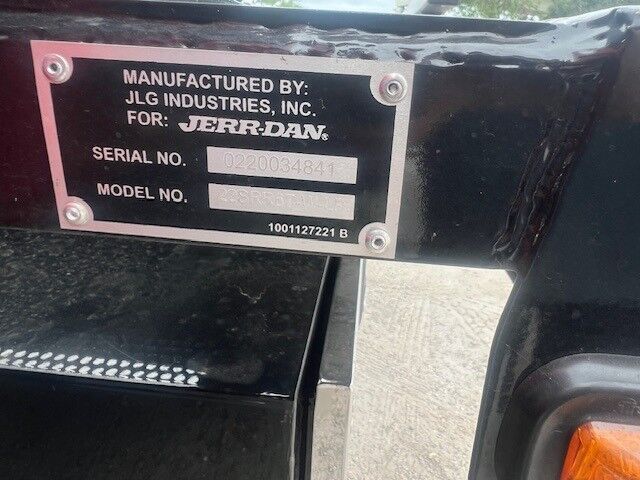 MANUFACTURED BY:
JLG INDUSTRIES, INC.
FOR: JERR-DAN®
SERIAL NO. 0220034841
MODEL NO.
1001127221 B